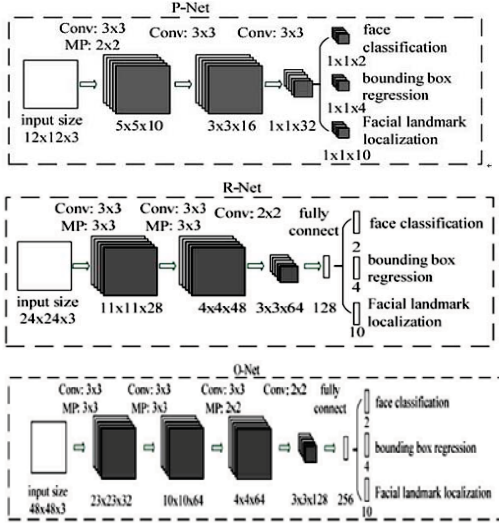 P-Net
Conv: 3x3 Conv: 3x3 Conv: 3x3
MP: 2x2
face
classification
1x1x2
bounding box
regression
1x1x4
Facial landmark
localization
1x1x10
input size
12x12x3
5x5x10
3x3x16
1x1x32
R-Net
Conv: 3x3 Conv: 3x3 Conv: 2x2 fully
MP: 3x3 MP: 3x3 connect
face classification
2
bounding box
regression
4
Facial landmark
localization
10
input size
24x24x3
11x11x28
4x4x48
3x3x64
128
O-Net
Conv: 3x3 Conv: 3x3 Conv: 3x3 Conv: 2x2 fully
MP: 3x3 MP: 3x3 MP: 2x2 connect
face classification
2
bounding box regression
4
Facial landmark localization
10
input size
48x48x3
23x23x32
10x10x64
4x4x64
3x3x128
256